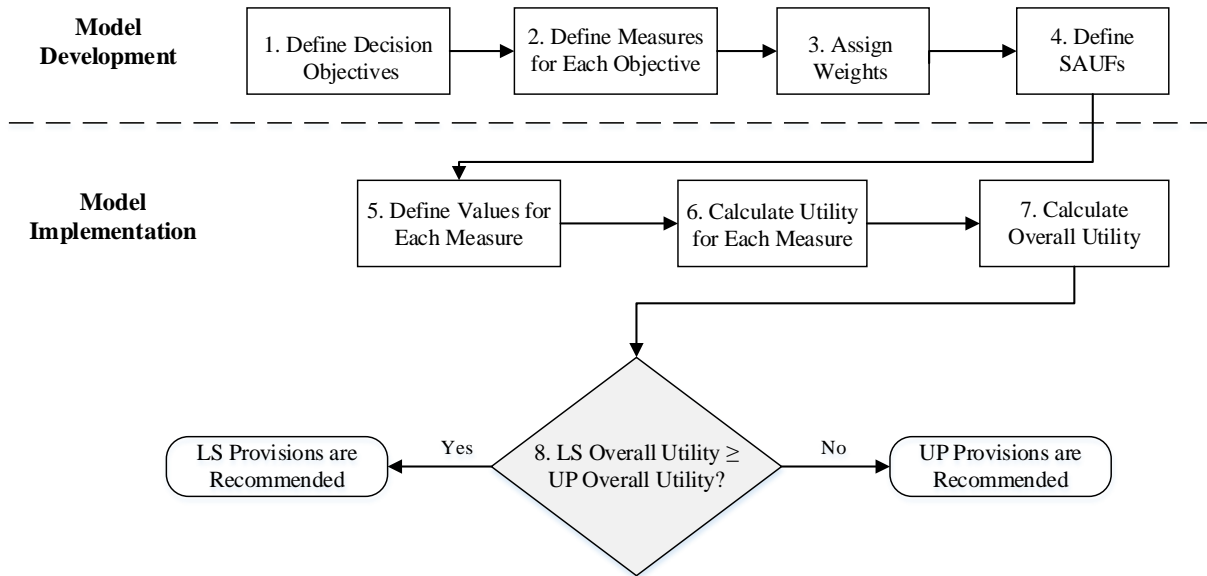 Model
Development
1. Define Decision
Objectives
2. Define Measures
for Each Objective
3. Assign
Weights
4. Define
SAUFs
Model
Implementation
5. Define Values for
Each Measure
6. Calculate Utility
for Each Measure
7. Calculate
Overall Utility
8. LS Overall Utility ≥
UP Overall Utility?
Yes
No
LS Provisions are
Recommended
UP Provisions are
Recommended